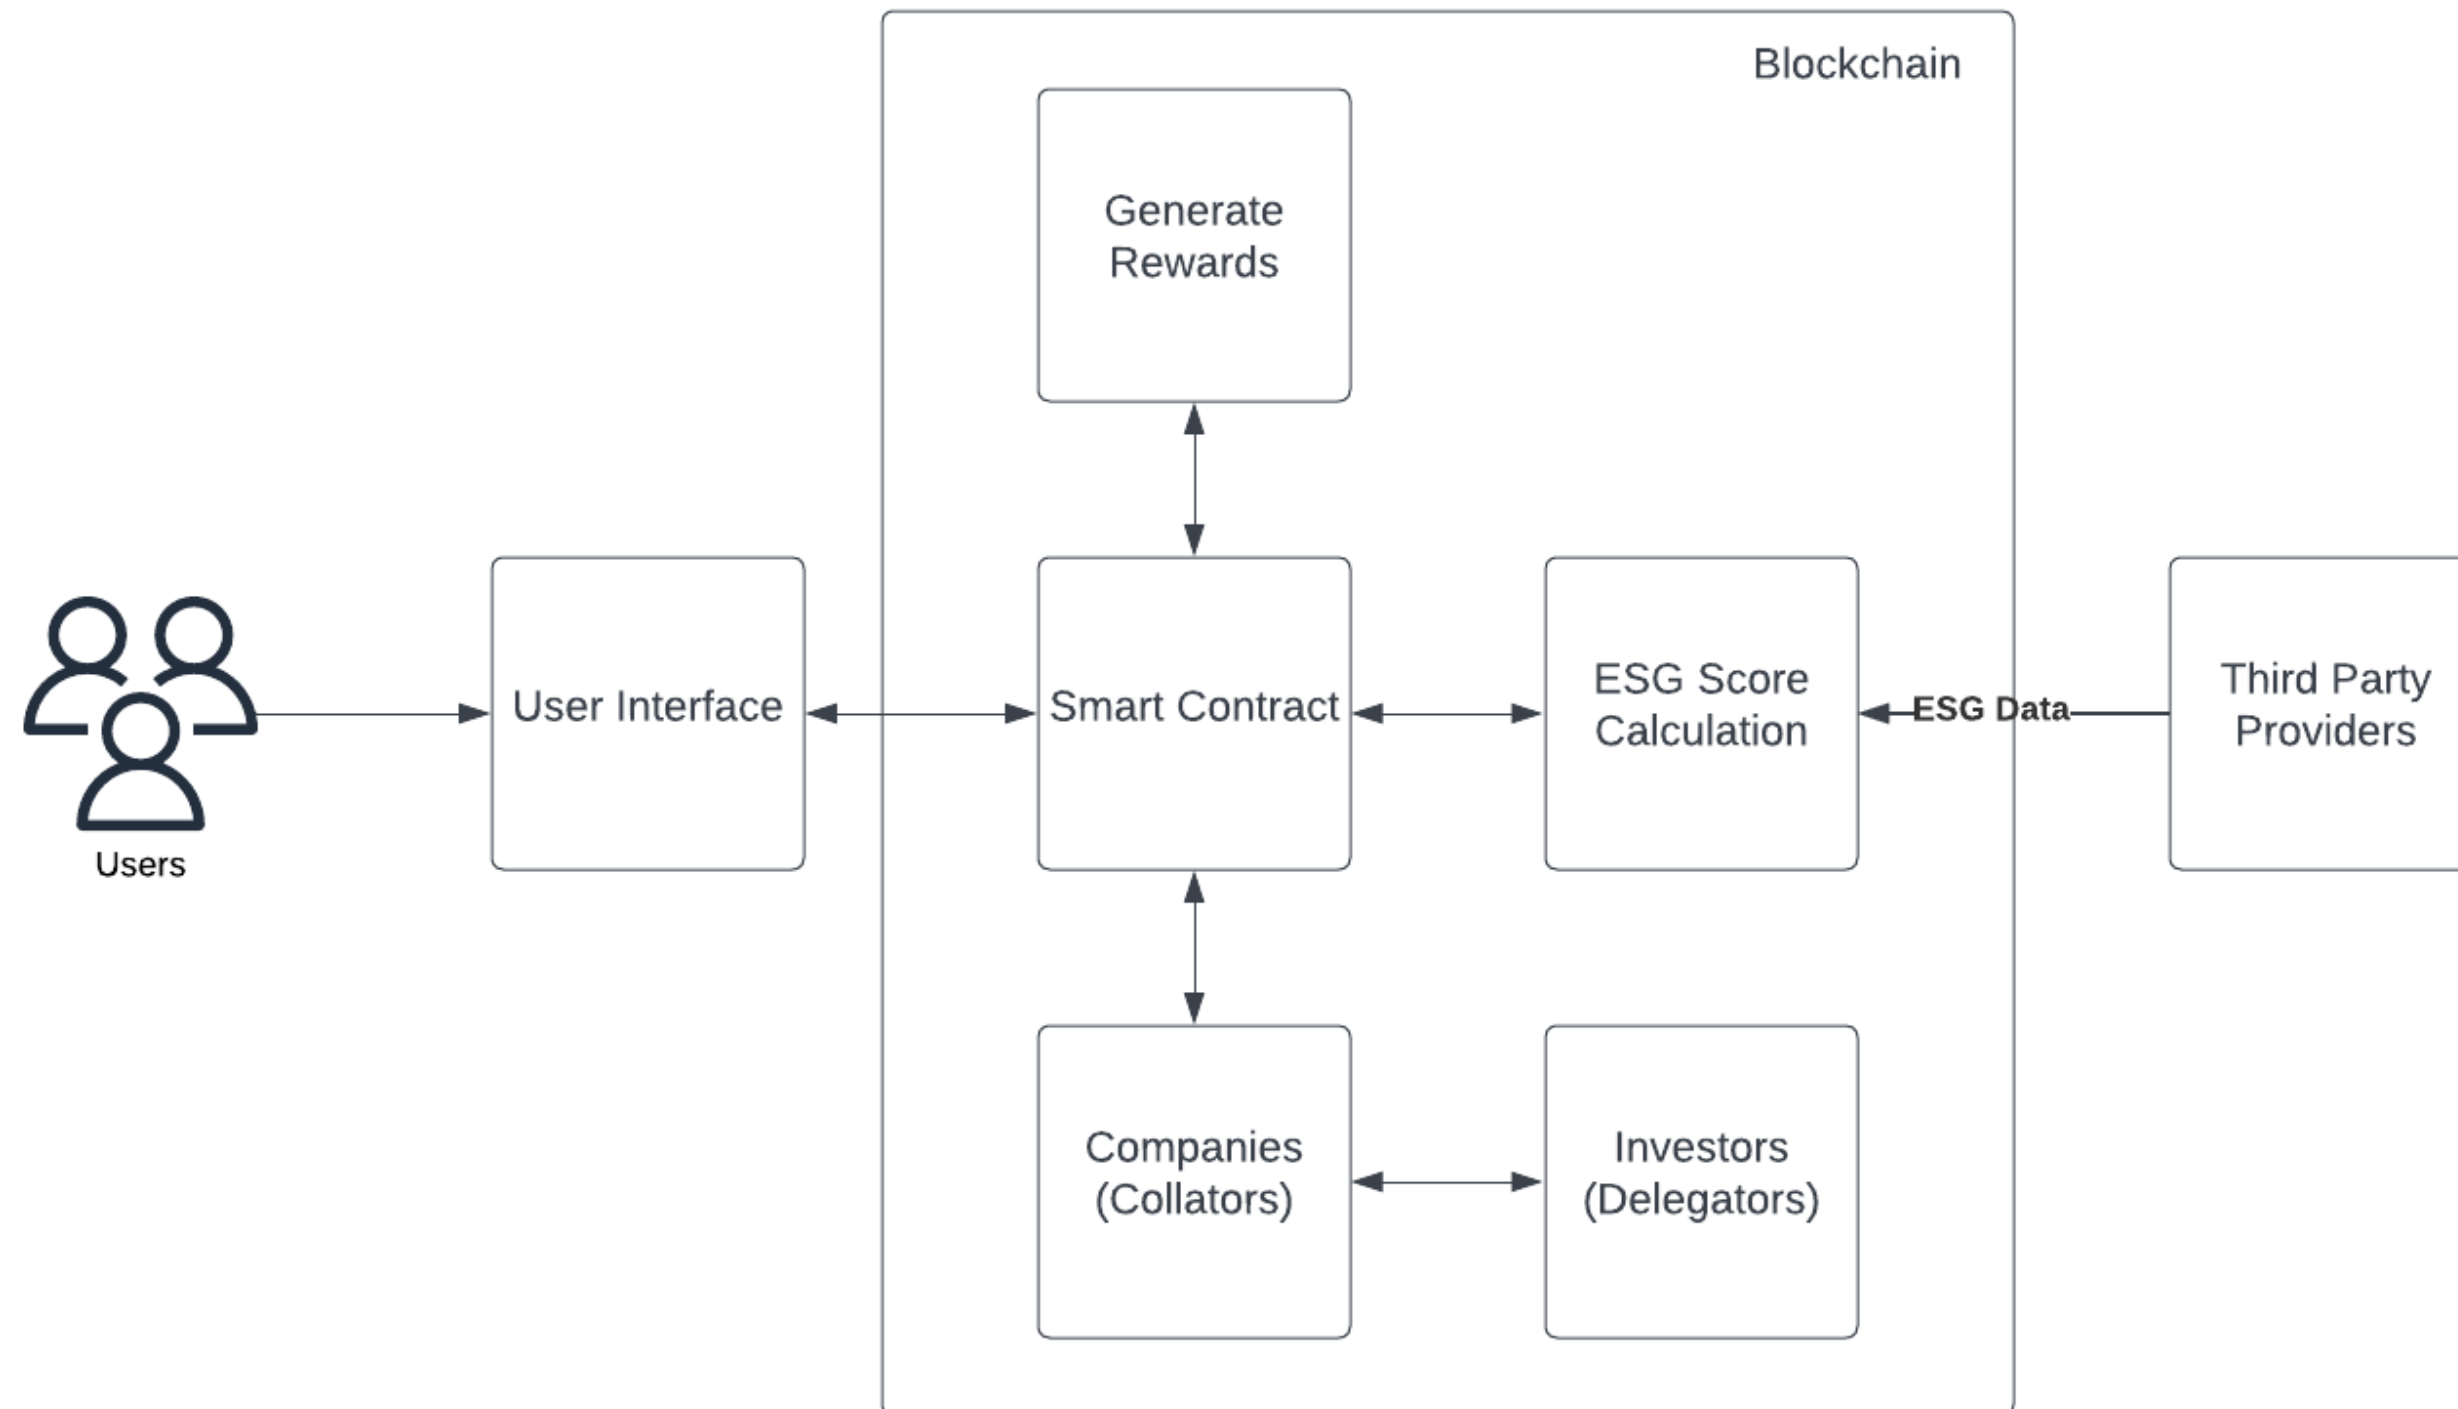 Blockchain
Generate
Rewards
Users
User Interface
Smart Contract
ESG Score
Calculation
ESG Data
Third Party
Providers
Companies
(Collators)
Investors
(Delegators)